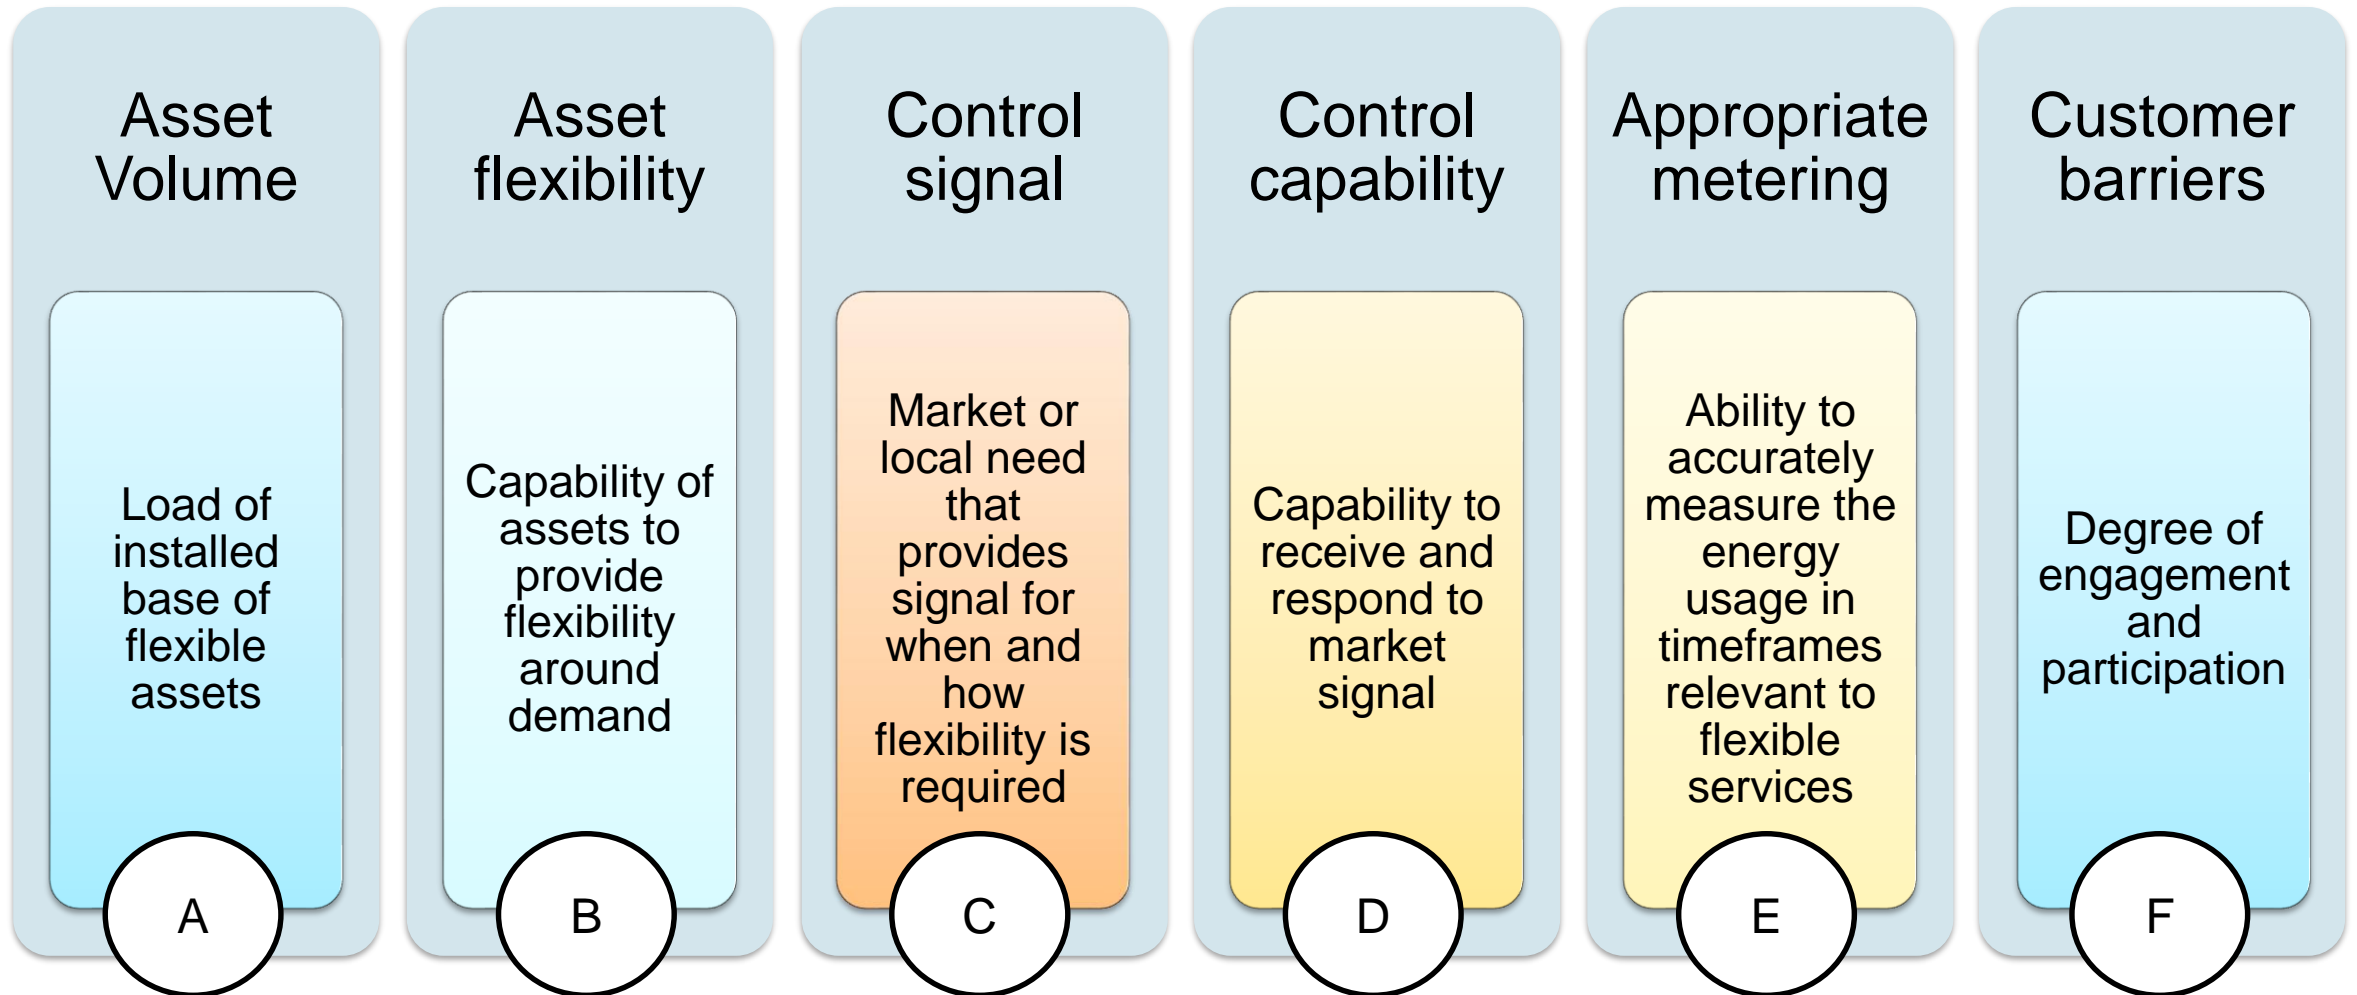 Asset
Volume
Load of
installed
base of
flexible
assets
A
Asset
flexibility
Capability of
assets to
provide
flexibility
around
demand
B
Control
signal
Market or
local need
that
provides
signal for
when and
how
flexibility is
required
C
Control
capability
Capability to
receive and
respond to
market
signal
D
Appropriate
metering
Ability to
accurately
measure the
energy
usage in
timeframes
relevant to
flexible
services
E
Customer
barriers
Degree of
engagement
and
participation
F